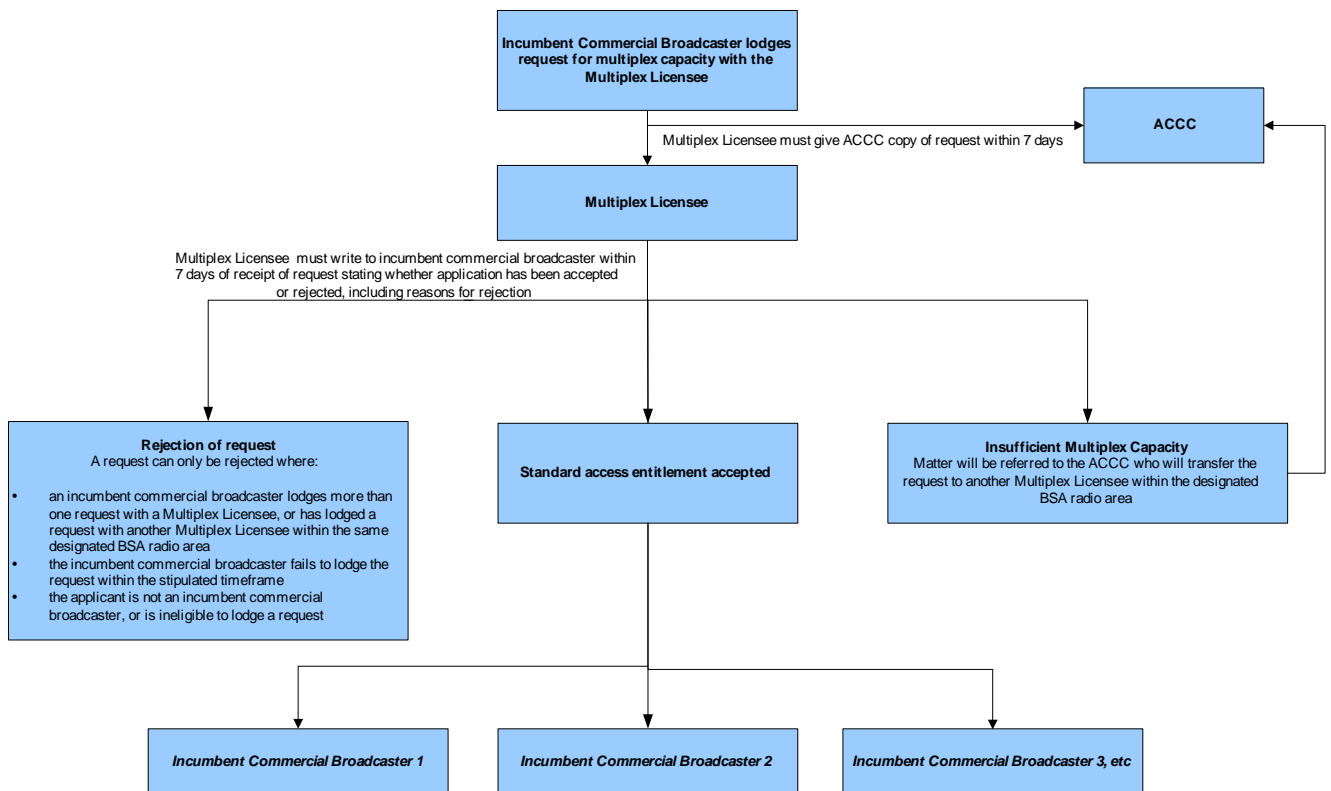 Incumbent Commercial Broadcaster lodges
request for multiplex capacity with the
Multiplex Licensee
ACCC
Multiplex Licensee must give ACCC copy of request within 7 days
Multiplex Licensee
Multiplex Licensee must write to incumbent commercial broadcaster within
7 days of receipt of request stating whether application has been accepted
or rejected, including reasons for rejection
Rejection of request
A request can only be rejected where:
• an incumbent commercial broadcaster lodges more than
one request with a Multiplex Licensee, or has lodged a
request with another Multiplex Licensee within the same
designated BSA radio area
• the incumbent commercial broadcaster fails to lodge the
request within the stipulated timeframe
• the applicant is not an incumbent commercial
broadcaster, or is ineligible to lodge a request
Standard access entitlement accepted
Insufficient Multiplex Capacity
Matter will be referred to the ACCC who will transfer the
request to another Multiplex Licensee within the designated
BSA radio area
Incumbent Commercial Broadcaster 1
Incumbent Commercial Broadcaster 2
Incumbent Commercial Broadcaster 3, etc